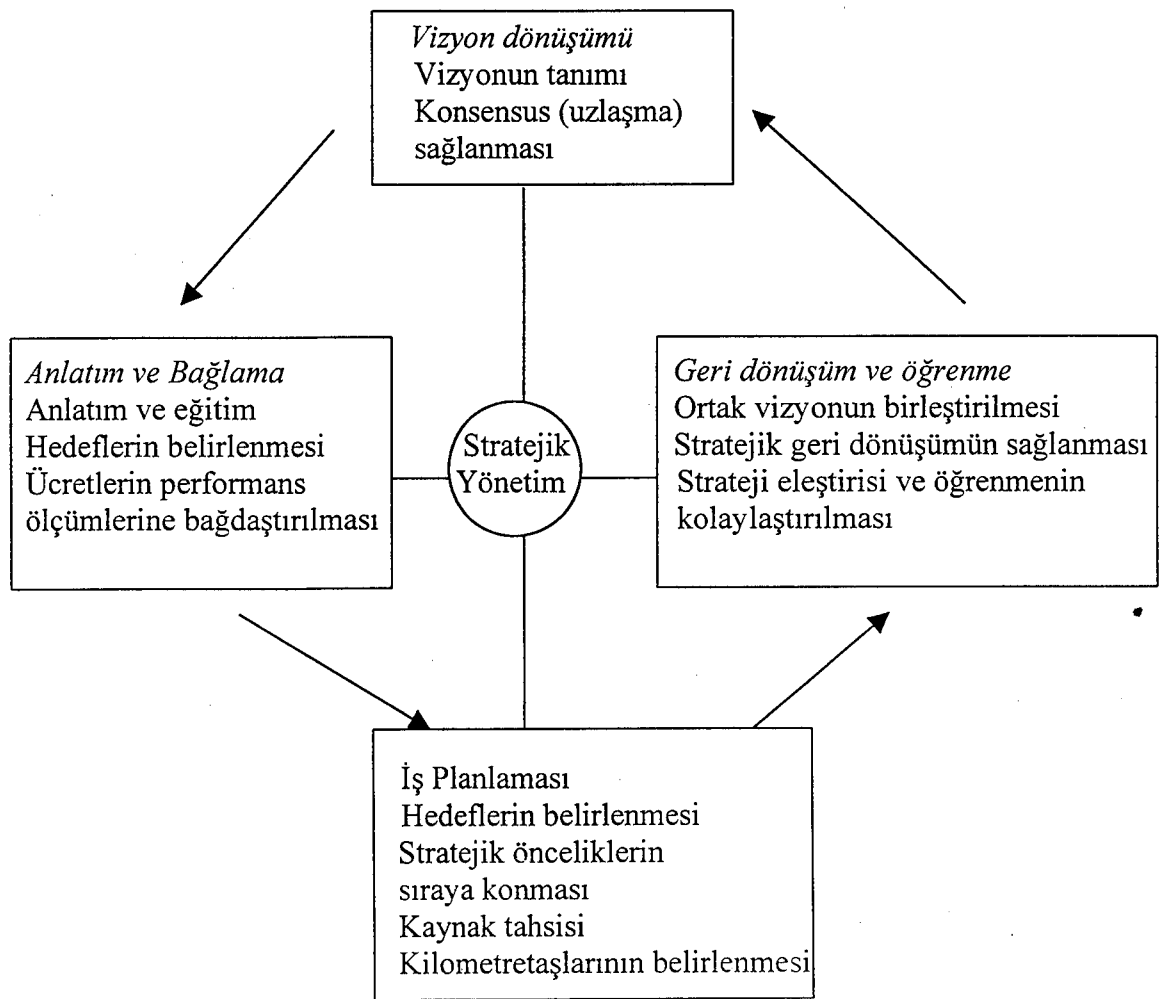 Vizyon dönüşümü
Vizyonun tanımı
Konsensus (uzlaşma)
sağlanması
Anlatım ve Bağlama
Anlatım ve eğitim
Hedeflerin belirlenmesi
Ücretlerin performans
ölçümlerine bağdaştırılması
Stratejik
Yönetim
Geri dönüşüm ve öğrenme
Ortak vizyonun birleştirilmesi
Stratejik geri dönüşümün sağlanması
Strateji eleştirisi ve öğrenmenin
kolaylaştırılması
İş Planlaması
Hedeflerin belirlenmesi
Stratejik önceliklerin
sıraya konması
Kaynak tahsisi
Kilometretaşlarının belirlenmesi